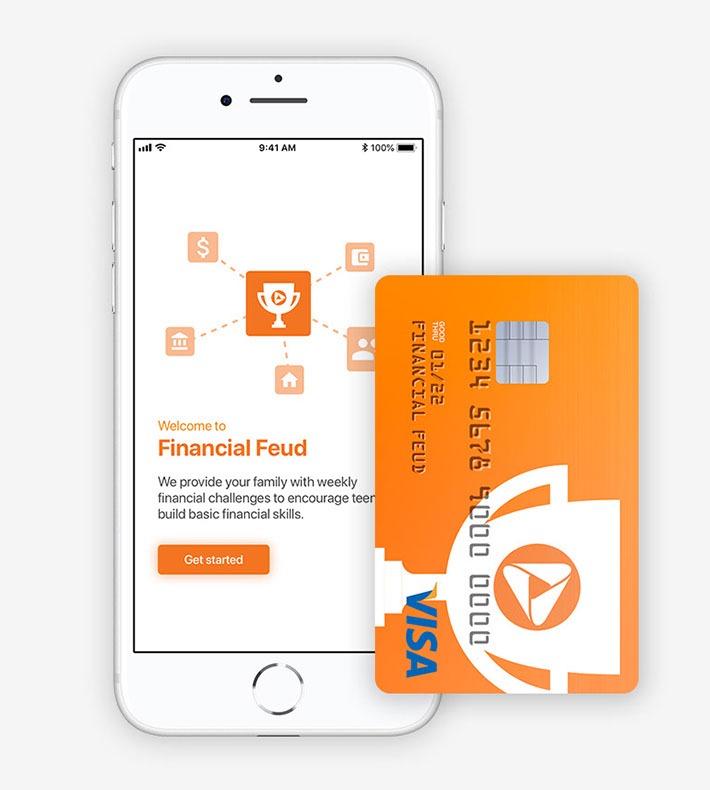 9:41 AM
100%
Welcome to
Financial Feud
We provide your family with weekly
financial challenges to encourage teen
build basic financial skills.
Get started
1234 5678 9000 0000
GOOD
THRU
01/22
FINANCIAL FEUD
VISA